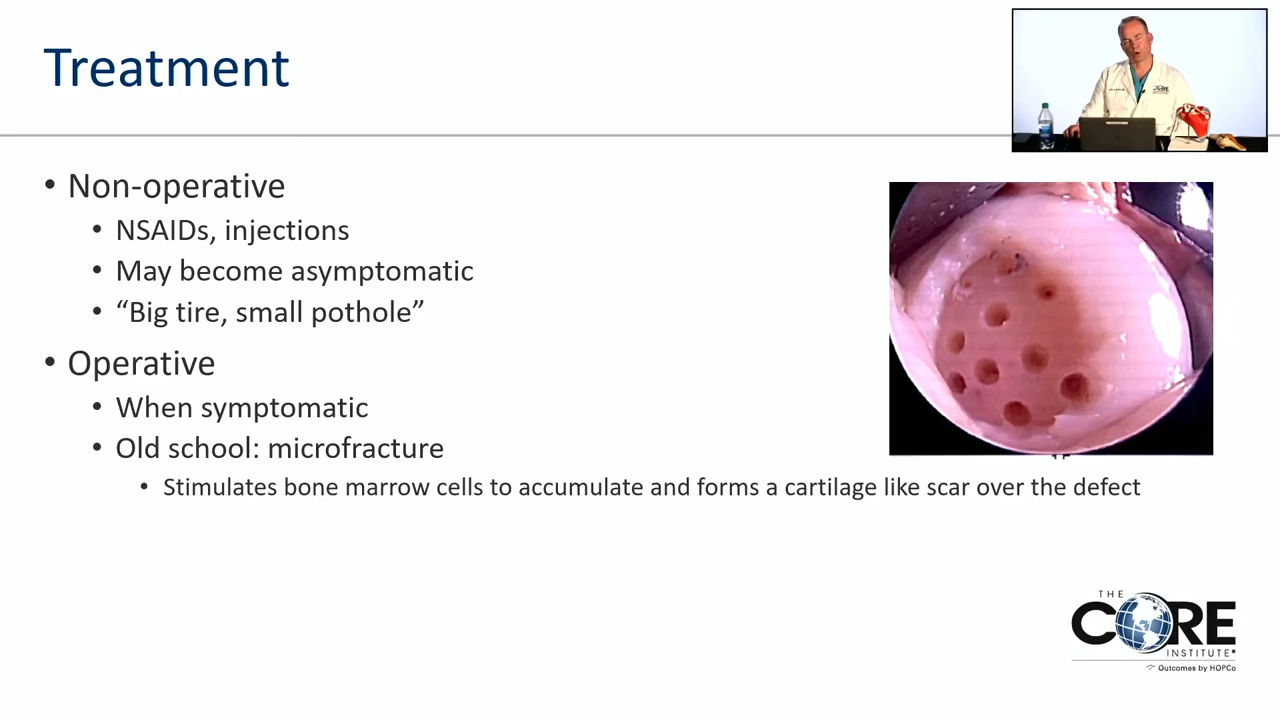 Treatment
• Non-operative
• NSAIDs, injections
• May become asymptomatic
• “Big tire, small pothole”
• Operative
• When symptomatic
• Old school: microfracture
• Stimulates bone marrow cells to accumulate and forms a cartilage like scar over the defect
THE
CORE
INSTITUTE
Outcomes by HOPCo